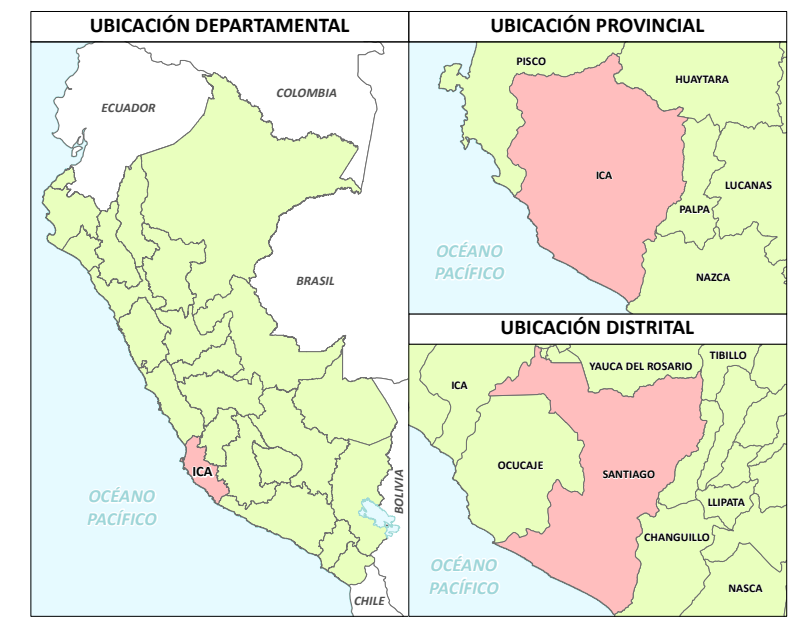 UBICACIÓN DEPARTAMENTAL
ECUADOR
COLOMBIA
BRASIL
ICA
OCÉANO
PACÍFICO
BOLIVIA
CHILE
UBICACIÓN PROVINCIAL
PISCO
HUAYTARA
ICA
LUCANAS
PALPA
OCÉANO
PACÍFICO
NAZCA
UBICACIÓN DISTRITAL
YAUCA DEL ROSARIO
TIBILLO
ICA
OCUCAJE
SANTIAGO
LLIPATA
CHANGUILLO
OCÉANO
PACÍFICO
NASCA